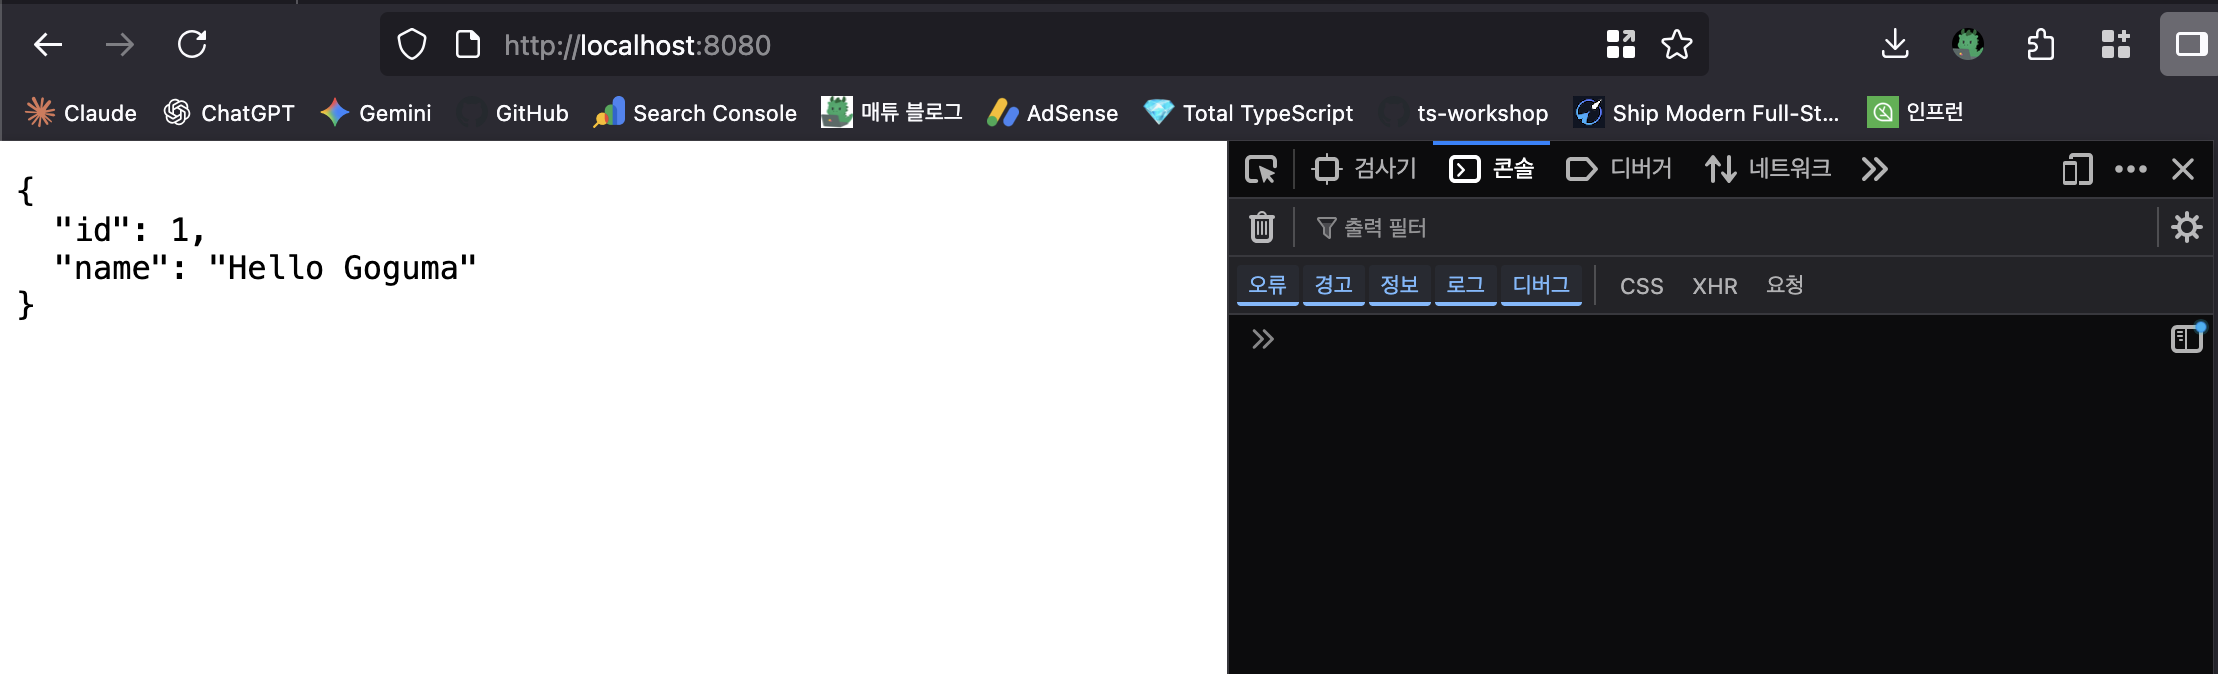 http://localhost:8080
Claude ChatGPT Gemini GitHub Search Console 매튜 블로그 AdSense Total TypeScript ts-workshop Ship Modern Full-St... 인프런
{
"id": 1,
"name": "Hello Goguma"
}
검사기 콘솔 디버거 네트워크
출력 필터
오류 경고 정보 로그 디버그 CSS XHR 요청